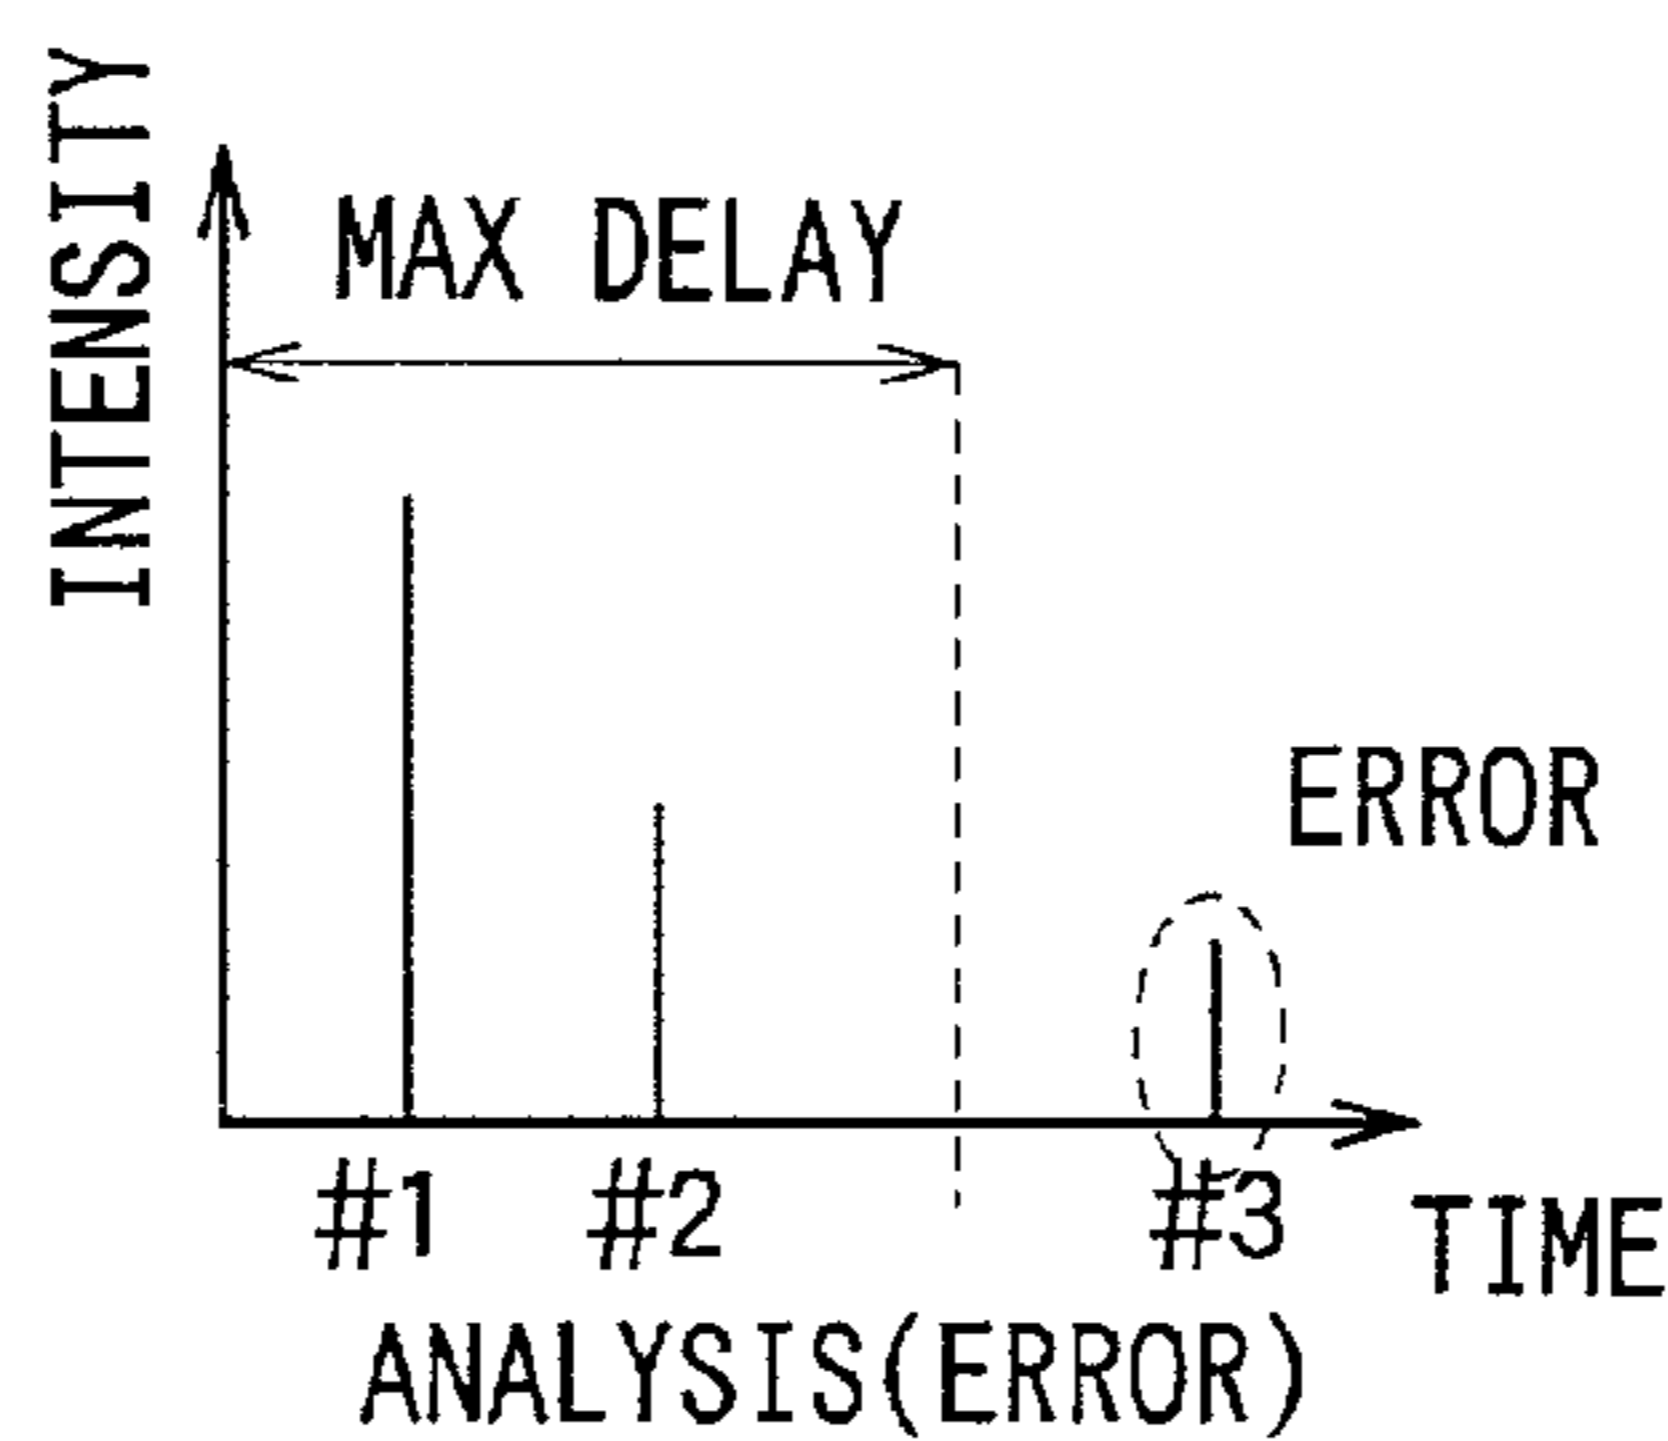 INTENSITY
MAX DELAY
ERROR
#1 #2 #3
TIME
ANALYSIS(ERROR)